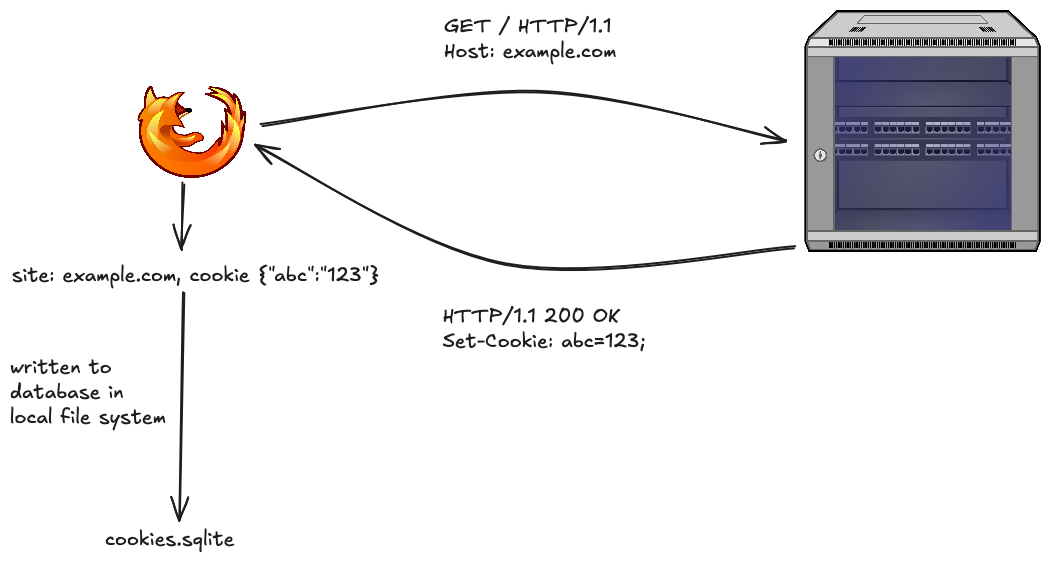 GET / HTTP/1.1
Host: example.com
site: example.com, cookie {"abc":"123"}
HTTP/1.1 200 OK
Set-Cookie: abc=123;
written to
database in
local file system
cookies.sqlite